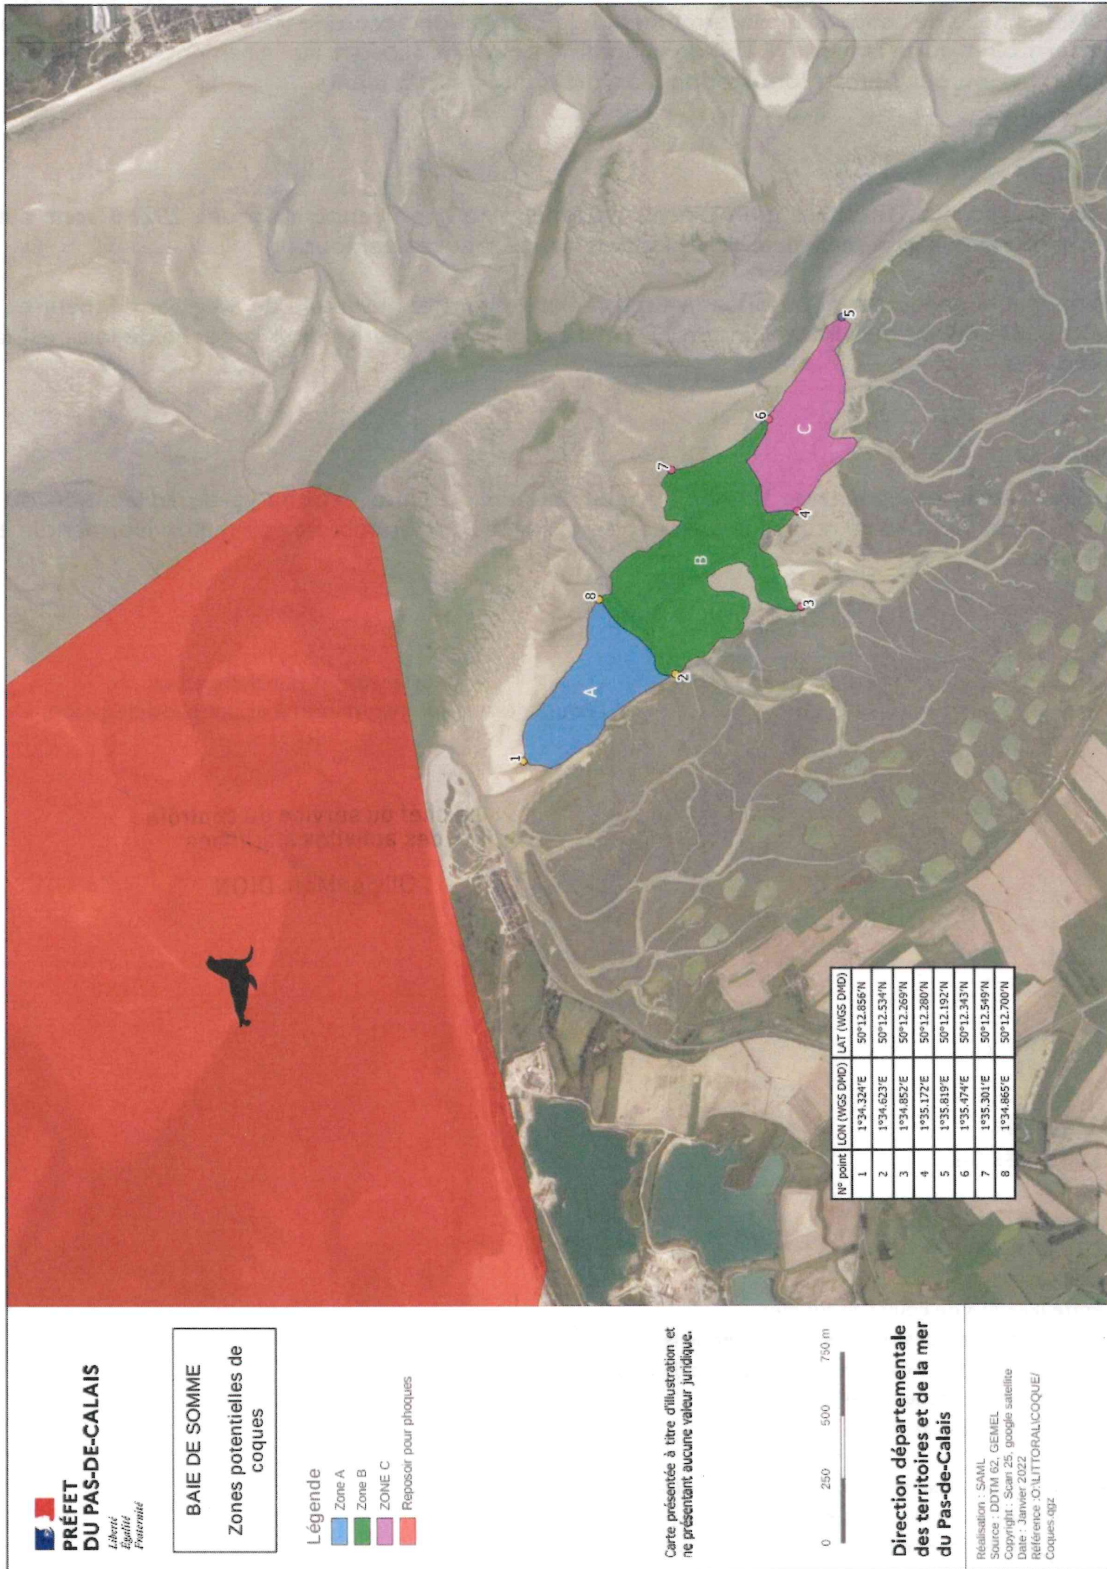 PRÉFET
DU PAS-DE-CALAIS
Liberté
Égalité
Fraternité
BAIE DE SOMME
Zones potentielles de
coques
Légende
Zone A
Zone B
ZONE C
Reposoir pour phoques
Carte présentée à titre d'illustration et
ne présentant aucune valeur juridique.
0 250 500 750 m
Direction départementale
des territoires et de la mer
du Pas-de-Calais
Réalisation : SAML
Source : DDTM 62, GEMEL
Copyright : Scan 25, google satellite
Date : Janvier 2022
Référence :O:\LITTORAL\COQUE/
Coques.qgz
N° point LON (WGS DMD) LAT (WGS DMD)
1 1°34.324'E 50°12.856'N
2 1°34.623'E 50°12.534'N
3 1°34.852'E 50°12.269'N
4 1°35.172'E 50°12.280'N
5 1°35.819'E 50°12.192'N
6 1°35.474'E 50°12.343'N
7 1°35.301'E 50°12.549'N
8 1°34.865'E 50°12.700'N
1
A
2
8
B
3
7
4
6
C
5